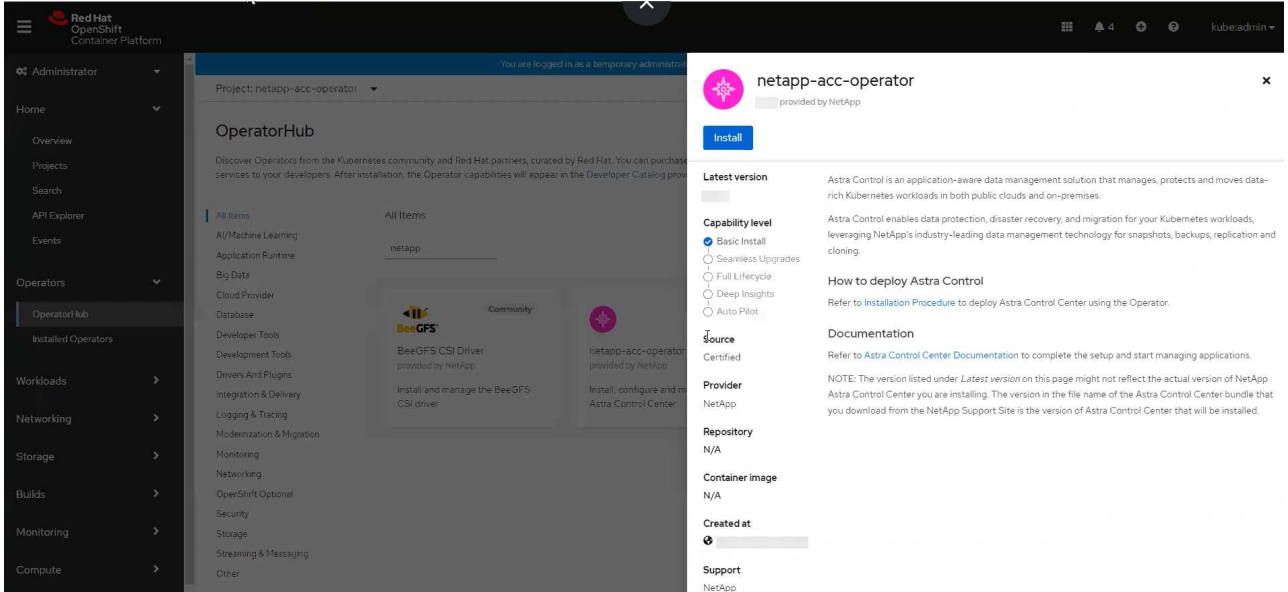 Red Hat
OpenShift
Container Platform
4
kube:admin
Administrator
Home
Overview
Projects
Search
API Explorer
Events
Operators
OperatorHub
Installed Operators
Workloads
Networking
Storage
Builds
Monitoring
Compute
You are logged in as a temporary administrat
Project: netapp-acc-operator
OperatorHub
Discover Operators from the Kubernetes community and Red Hat partners, curated by Red Hat. You can purchase
services to your developers. After installation, the Operator capabilities will appear in the Developer Catalog prov
All Items
AI/Machine Learning
Application Runtime
Big Data
Cloud Provider
Database
Developer Tools
Development Tools
Drivers And Plugins
Integration & Delivery
Logging & Tracing
Modernization & Migration
Monitoring
Networking
OpenShift Optional
Security
Storage
Streaming & Messaging
Other
All Items
netapp
BeeGFS
Community
BeeGFS CSI Driver
provided by NetApp
Install and manage the BeeGFS
CSI driver
netapp-acc-operator
provided by NetApp
Install, configure and m
Astra Control Center
netapp-acc-operator
provided by NetApp
Install
Latest version
Capability level
Basic Install
Seamless Upgrades
Full Lifecycle
Deep Insights
Auto Pilot
Source
Certified
Provider
NetApp
Repository
N/A
Container image
N/A
Created at
Support
NetApp
Astra Control is an application-aware data management solution that manages, protects and moves data-
rich Kubernetes workloads in both public clouds and on-premises.
Astra Control enables data protection, disaster recovery, and migration for your Kubernetes workloads,
leveraging NetApp's industry-leading data management technology for snapshots, backups, replication and
cloning.
How to deploy Astra Control
Refer to Installation Procedure to deploy Astra Control Center using the Operator.
Documentation
Refer to Astra Control Center Documentation to complete the setup and start managing applications.
NOTE: The version listed under Latest version on this page might not reflect the actual version of NetApp
Astra Control Center you are installing. The version in the file name of the Astra Control Center bundle that
you download from the NetApp Support Site is the version of Astra Control Center that will be installed.